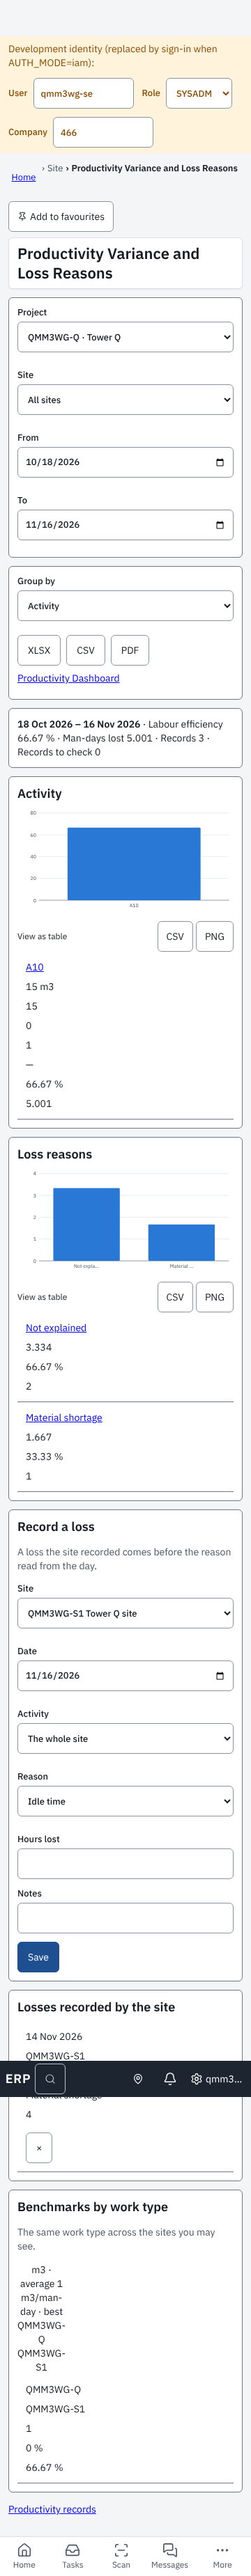 Development identity (replaced by sign-in when
AUTH_MODE=iam):
User qmm3wg-se Role SYSADM
Company 466
Home › Site › Productivity Variance and Loss Reasons
Add to favourites
Productivity Variance and
Loss Reasons
Project
QMM3WG-Q · Tower Q
Site
All sites
From
10/18/2026
To
11/16/2026
Group by
Activity
XLSX CSV PDF
Productivity Dashboard
18 Oct 2026 – 16 Nov 2026 · Labour efficiency
66.67 % · Man-days lost 5.001 · Records 3 ·
Records to check 0
Activity
80
60
40
20
0
A10
View as table CSV PNG
A10
15 m3
15
0
1
—
66.67 %
5.001
Loss reasons
4
3
2
1
0
Not expla... Material ...
View as table CSV PNG
Not explained
3.334
66.67 %
2
Material shortage
1.667
33.33 %
1
Record a loss
A loss the site recorded comes before the reason
read from the day.
Site
QMM3WG-S1 Tower Q site
Date
11/16/2026
Activity
The whole site
Reason
Idle time
Hours lost
Notes
Save
Losses recorded by the site
14 Nov 2026
QMM3WG-S1
ERP qmm3...
4
×
Benchmarks by work type
The same work type across the sites you may
see.
m3 ·
average 1
m3/man-
day · best
QMM3WG-
Q
QMM3WG-
S1
QMM3WG-Q
QMM3WG-S1
1
0 %
66.67 %
Productivity records
Home Tasks Scan Messages More